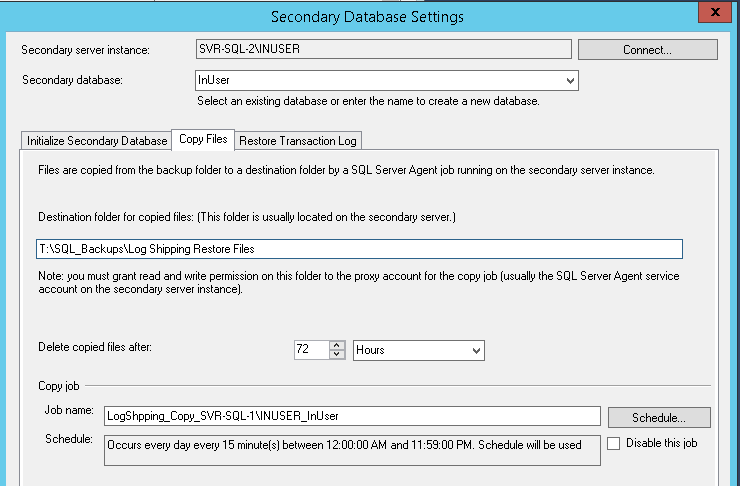 Secondary Database Settings
X
Secondary server instance:
SVR-SQL-2\INUSER
Connect...
Secondary database:
InUser
Select an existing database or enter the name to create a new database.
Initialize Secondary Database
Copy Files
Restore Transaction Log
Files are copied from the backup folder to a destination folder by a SQL Server Agent job running on the secondary server instance.
Destination folder for copied files: (This folder is usually located on the secondary server.)
T:\SQL_Backups\Log Shipping Restore Files
Note: you must grant read and write permission on this folder to the proxy account for the copy job (usually the SQL Server Agent service
account on the secondary server instance).
Delete copied files after:
72
Hours
Copy job
Job name:
LogShpping_Copy_SVR-SQL-1\INUSER_InUser
Schedule...
Schedule:
Occurs every day every 15 minute(s) between 12:00:00 AM and 11:59:00 PM. Schedule will be used
Disable this job